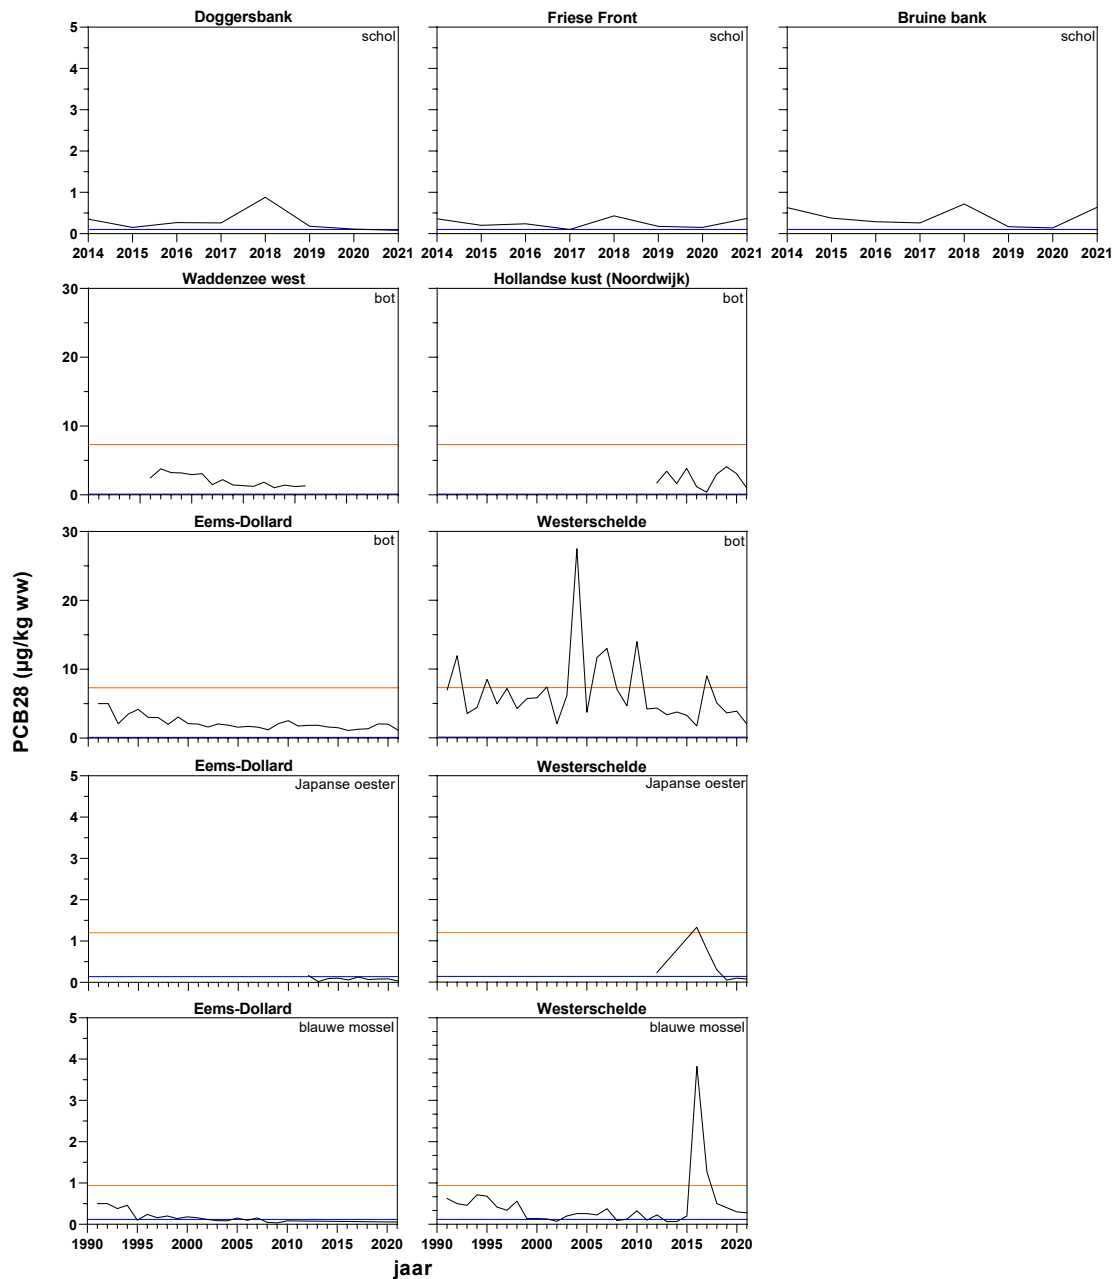 Doggersbank Friese Front Bruine bank
5 schol schol schol
4
3
2
1
0
2014 2015 2016 2017 2018 2019 2020 2021 2014 2015 2016 2017 2018 2019 2020 2021 2014 2015 2016 2017 2018 2019 2020 2021
Waddenzee west Hollandse kust (Noordwijk)
30 bot bot
20
10
0
Eems-Dollard Westerschelde
30 bot bot
20
10
0
PCB28 (µg/kg ww)
Eems-Dollard Westerschelde
5 Japanse oester Japanse oester
4
3
2
1
0
Eems-Dollard Westerschelde
5 blauwe mossel blauwe mossel
4
3
2
1
0
1990 1995 2000 2005 2010 2015 2020 1990 1995 2000 2005 2010 2015 2020
jaar